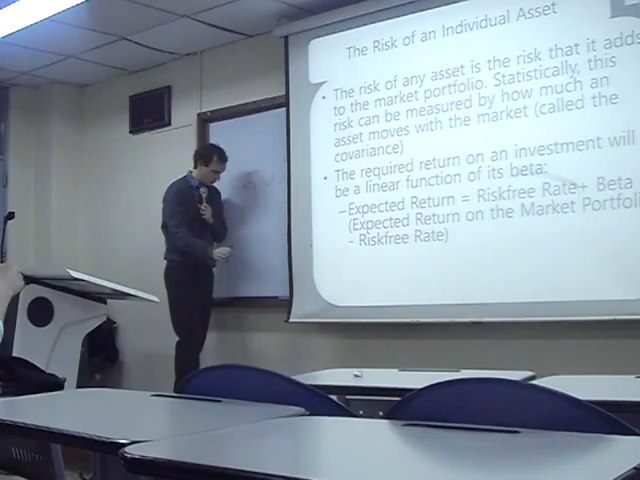 The Risk of an Individual Asset
• The risk of any asset is the risk that it adds
to the market portfolio. Statistically, this
risk can be measured by how much an
asset moves with the market (called the
covariance)
• The required return on an investment will
be a linear function of its beta:
–Expected Return = Riskfree Rate+ Beta
(Expected Return on the Market Portfoli
- Riskfree Rate)